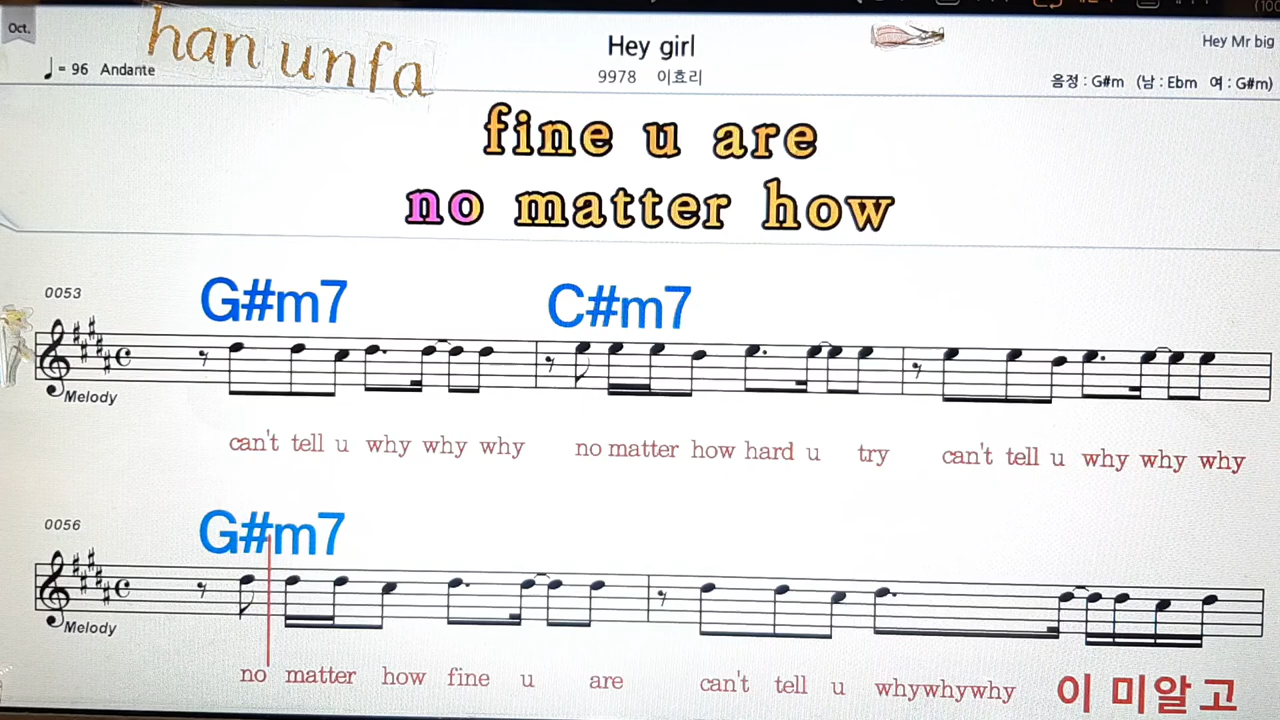 Oct.
han unfa
Hey girl
Hey Mr big
= 96 Andante
9978 이효리
음정 : G#m (남 : Ebm 여 : G#m)
fine u are
no matter how
0053
G#m7 C#m7
Melody
can't tell u why why why no matter how hard u try can't tell u why why why
0056
G#m7
Melody
no matter how fine u are can't tell u whywhywhy 이 미알고